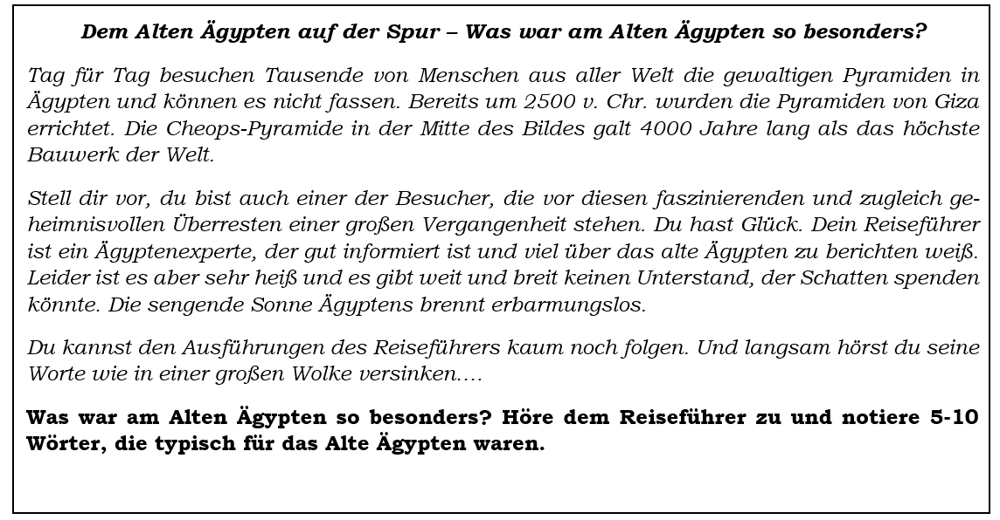 Dem Alten Ägypten auf der Spur – Was war am Alten Ägypten so besonders?
Tag für Tag besuchen Tausende von Menschen aus aller Welt die gewaltigen Pyramiden in
Ägypten und können es nicht fassen. Bereits um 2500 v. Chr. wurden die Pyramiden von Giza
errichtet. Die Cheops-Pyramide in der Mitte des Bildes galt 4000 Jahre lang als das höchste
Bauwerk der Welt.
Stell dir vor, du bist auch einer der Besucher, die vor diesen faszinierenden und zugleich ge-
heimnisvollen Überresten einer großen Vergangenheit stehen. Du hast Glück. Dein Reiseführer
ist ein Ägyptenexperte, der gut informiert ist und viel über das alte Ägypten zu berichten weiß.
Leider ist es aber sehr heiß und es gibt weit und breit keinen Unterstand, der Schatten spenden
könnte. Die sengende Sonne Ägyptens brennt erbarmungslos.
Du kannst den Ausführungen des Reiseführers kaum noch folgen. Und langsam hörst du seine
Worte wie in einer großen Wolke versinken….
Was war am Alten Ägypten so besonders? Höre dem Reiseführer zu und notiere 5-10
Wörter, die typisch für das Alte Ägypten waren.